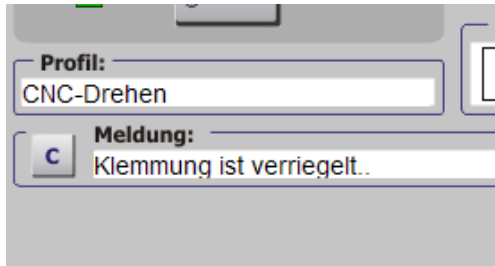 Profil:
CNC-Drehen
Meldung:
C
Klemmung ist verriegelt..